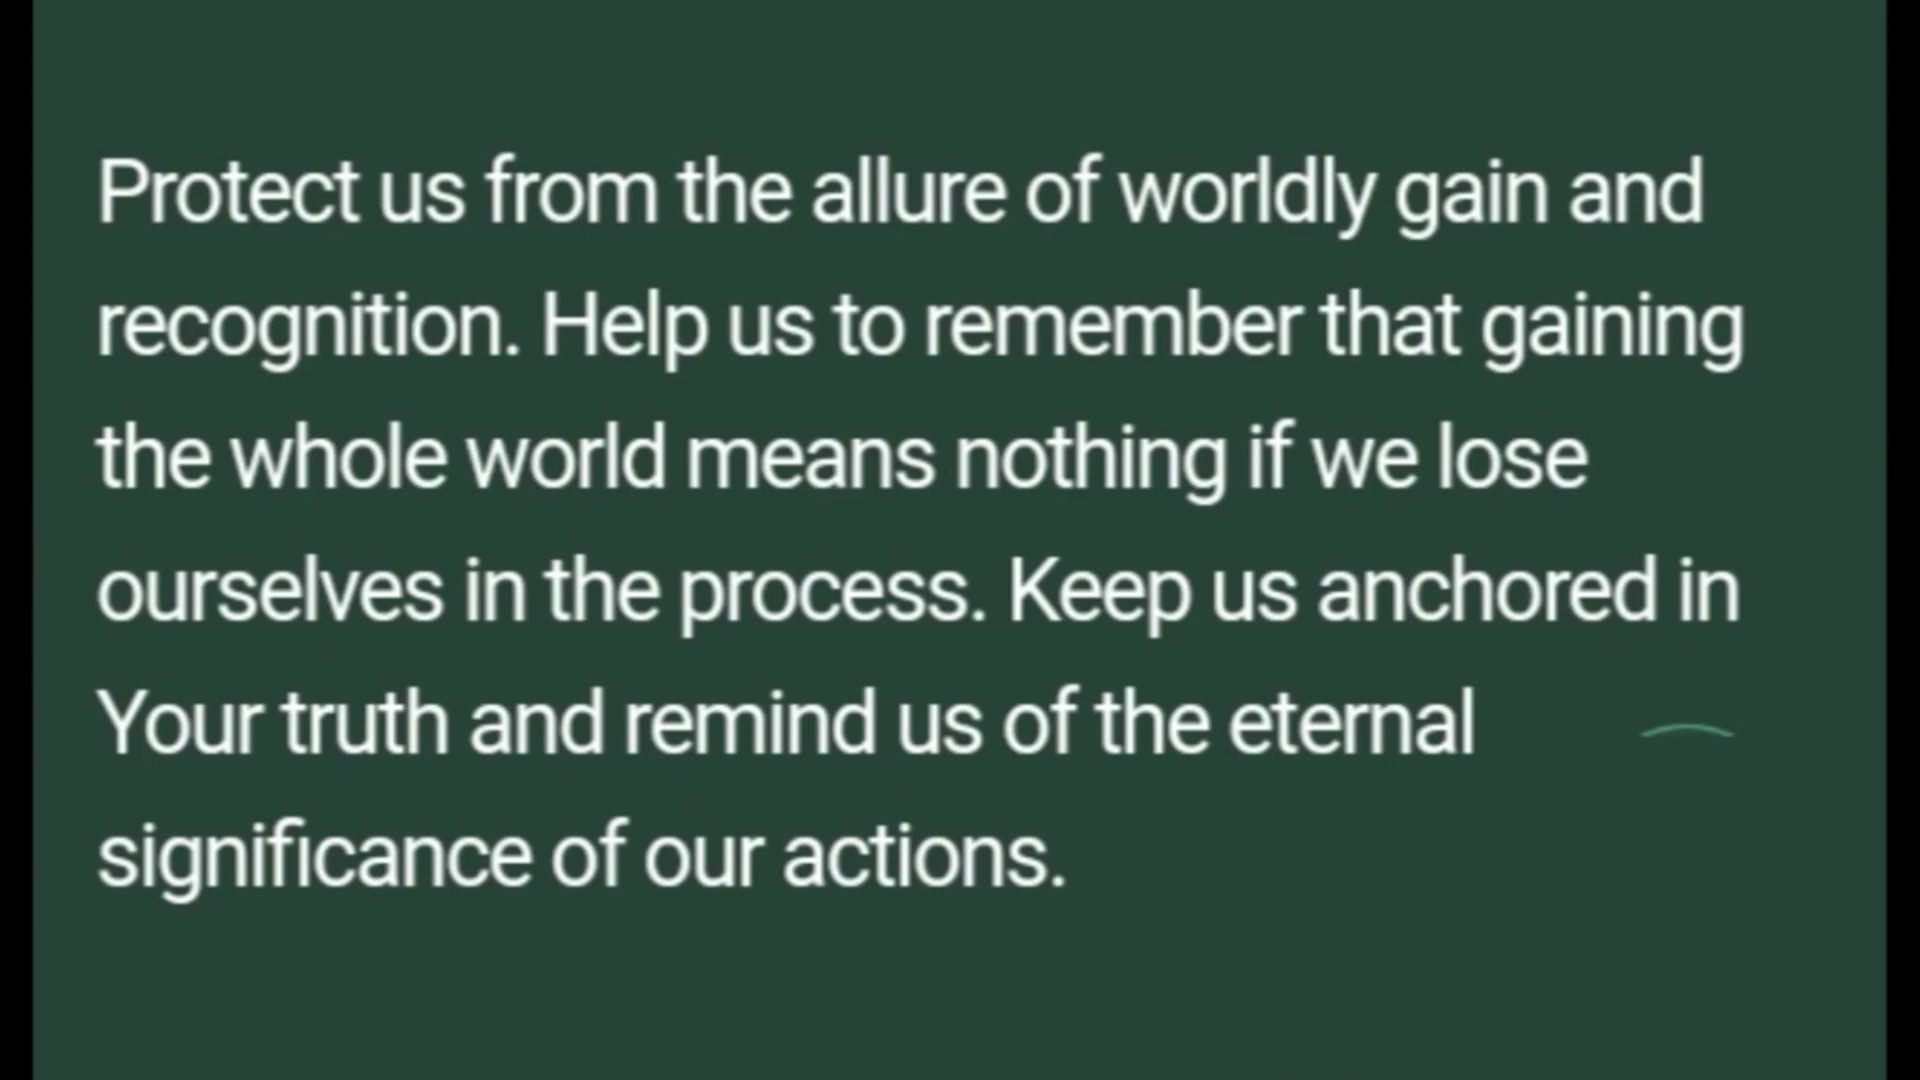 Protect us from the allure of worldly gain and
recognition. Help us to remember that gaining
the whole world means nothing if we lose
ourselves in the process. Keep us anchored in
Your truth and remind us of the eternal
significance of our actions.